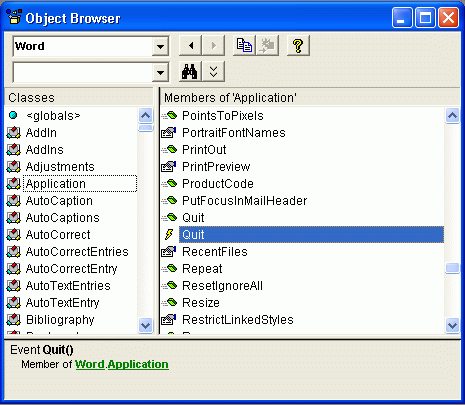 Object Browser
Word
Classes
<globals>
AddIn
AddIns
Adjustments
Application
AutoCaption
AutoCaptions
AutoCorrect
AutoCorrectEntries
AutoCorrectEntry
AutoTextEntries
AutoTextEntry
Bibliography
Members of 'Application'
PointsToPixels
PortraitFontNames
PrintOut
PrintPreview
ProductCode
PutFocusInMailHeader
Quit
Quit
RecentFiles
Repeat
ResetIgnoreAll
Resize
RestrictLinkedStyles
Event Quit()
Member of Word.Application